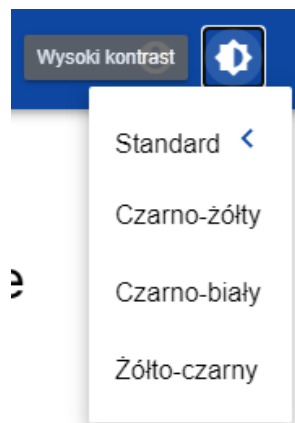 Wysoki kontrast
Standard
Czarno-żółty
Czarno-biały
e
Żółto-czarny